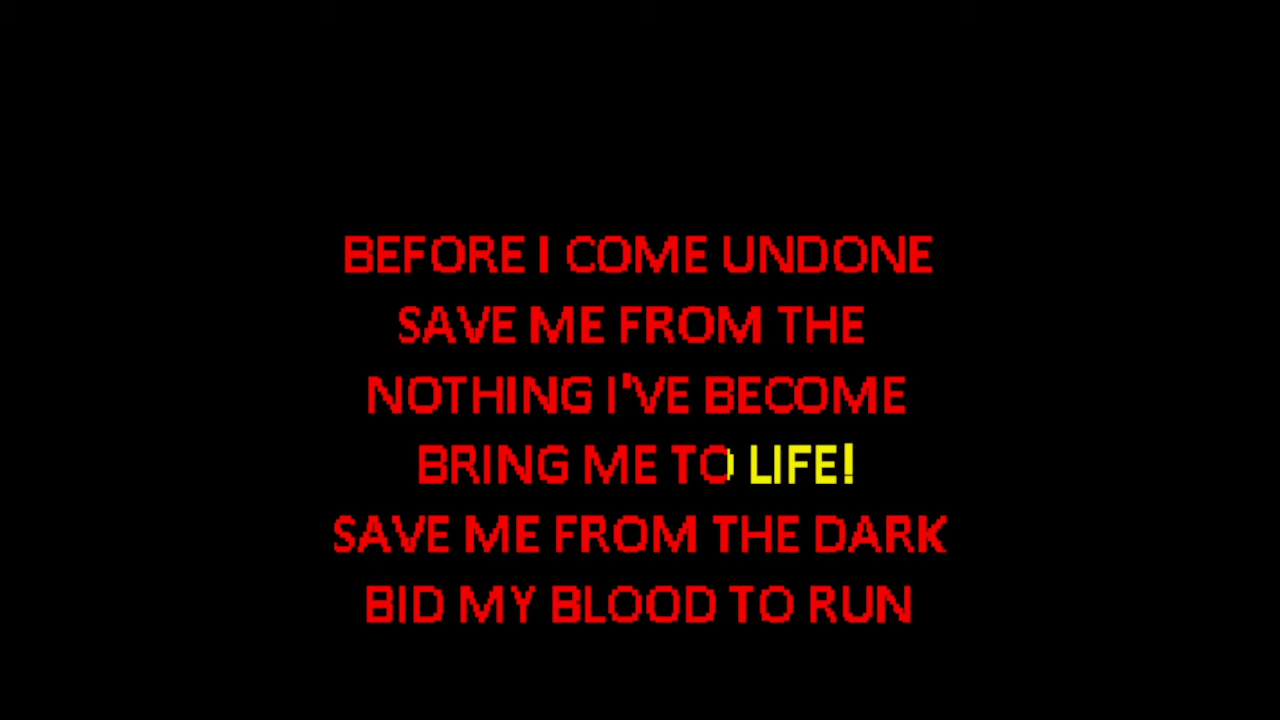 BEFORE I COME UNDONE
SAVE ME FROM THE
NOTHING I'VE BECOME
BRING ME TO LIFE!
SAVE ME FROM THE DARK
BID MY BLOOD TO RUN